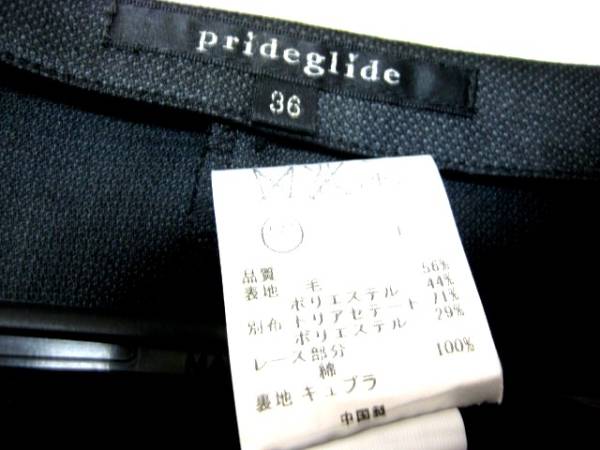 prideglide
36
品質
表地 毛 56%
ポリエステル 44%
別布 トリアセテート 71%
ポリエステル 29%
レース部分
綿 100%
裏地 キュプラ
中国製